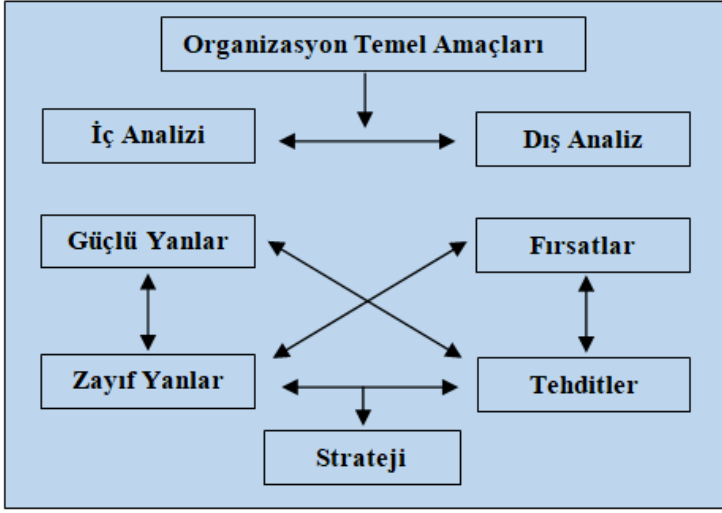 Organizasyon Temel Amaçları
İç Analizi
Dış Analiz
Güçlü Yanlar
Fırsatlar
Zayıf Yanlar
Tehditler
Strateji